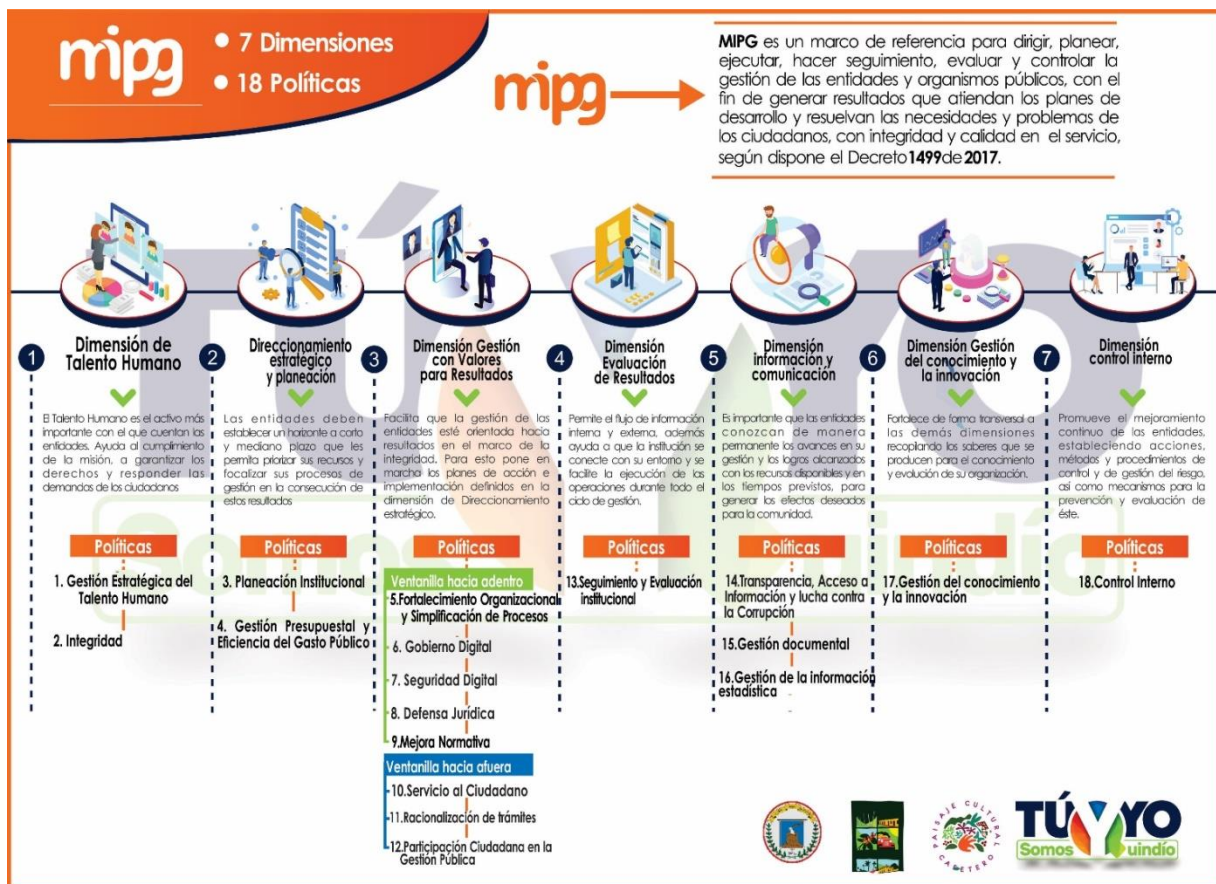 mipg
● 7 Dimensiones
● 18 Políticas
mipg
MIPG es un marco de referencia para dirigir, planear,
ejecutar, hacer seguimiento, evaluar y controlar la
gestión de las entidades y organismos públicos, con el
fin de generar resultados que atiendan los planes de
desarrollo y resuelvan las necesidades y problemas de
los ciudadanos, con integridad y calidad en el servicio,
según dispone el Decreto 1499 de 2017.
1
Dimensión de
Talento Humano
El Talento Humano es el activo más
importante con el que cuentan las
entidades. Ayuda al cumplimiento
de la misión, a garantizar los
derechos y responder las
demandas de los ciudadanos
Políticas
1. Gestión Estratégica del
Talento Humano
2. Integridad
2
Direccionamiento
estratégico
y planeación
Las entidades deben
establecer un horizonte a corto
y mediano plazo que les
permita priorizar sus recursos y
focalizar sus procesos de
gestión en la consecución de
estos resultados
Políticas
3. Planeación Institucional
4. Gestión Presupuestal y
Eficiencia del Gasto Público
3
Dimensión Gestión
con Valores
para Resultados
Facilita que la gestión de las
entidades esté orientada hacia
resultados en el marco de la
integridad. Para esto pone en
marcha los planes de acción e
implementación definidos en la
dimensión de Direccionamiento
estratégico.
Políticas
Ventanilla hacia adentro
5.Fortalecimiento Organizacional
y Simplificación de Procesos
6. Gobierno Digital
7. Seguridad Digital
8. Defensa Jurídica
9.Mejora Normativa
Ventanilla hacia afuera
10.Servicio al Ciudadano
11.Racionalización de trámites
12.Participación Ciudadana en la
Gestión Pública
4
Dimensión
Evaluación
de Resultados
Permite el flujo de información
interna y externa, además
ayuda a que la institución se
conecte con su entorno y se
facilite la ejecución de las
operaciones durante todo el
ciclo de gestión.
Políticas
13.Seguimiento y Evaluación
institucional
5
Dimensión
información y
comunicación
Es importante que las entidades
conozcan de manera
permanente los avances en su
gestión y los logros alcanzados
con los recursos disponibles y en
los tiempos previstos, para
generar los efectos deseados
para la comunidad.
Políticas
14.Transparencia, Acceso a
Información y lucha contra
la Corrupción
15.Gestión documental
16.Gestión de la información
estadística
6
Dimensión Gestión
del conocimiento y
la innovación
Fortalece de forma transversal a
las demás dimensiones
recopilando los saberes que se
producen para el conocimiento
y evolución de su organización.
Políticas
17.Gestión del conocimiento
y la innovación
7
Dimensión
control interno
Promueve el mejoramiento
continuo de las entidades,
estableciendo acciones,
métodos y procedimientos de
control y de gestión del riesgo,
así como mecanismos para la
prevención y evaluación de
éste.
Políticas
18.Control Interno
PAISAJE CULTURAL
CAFETERO
TÚ Y YO
Somos Quindío